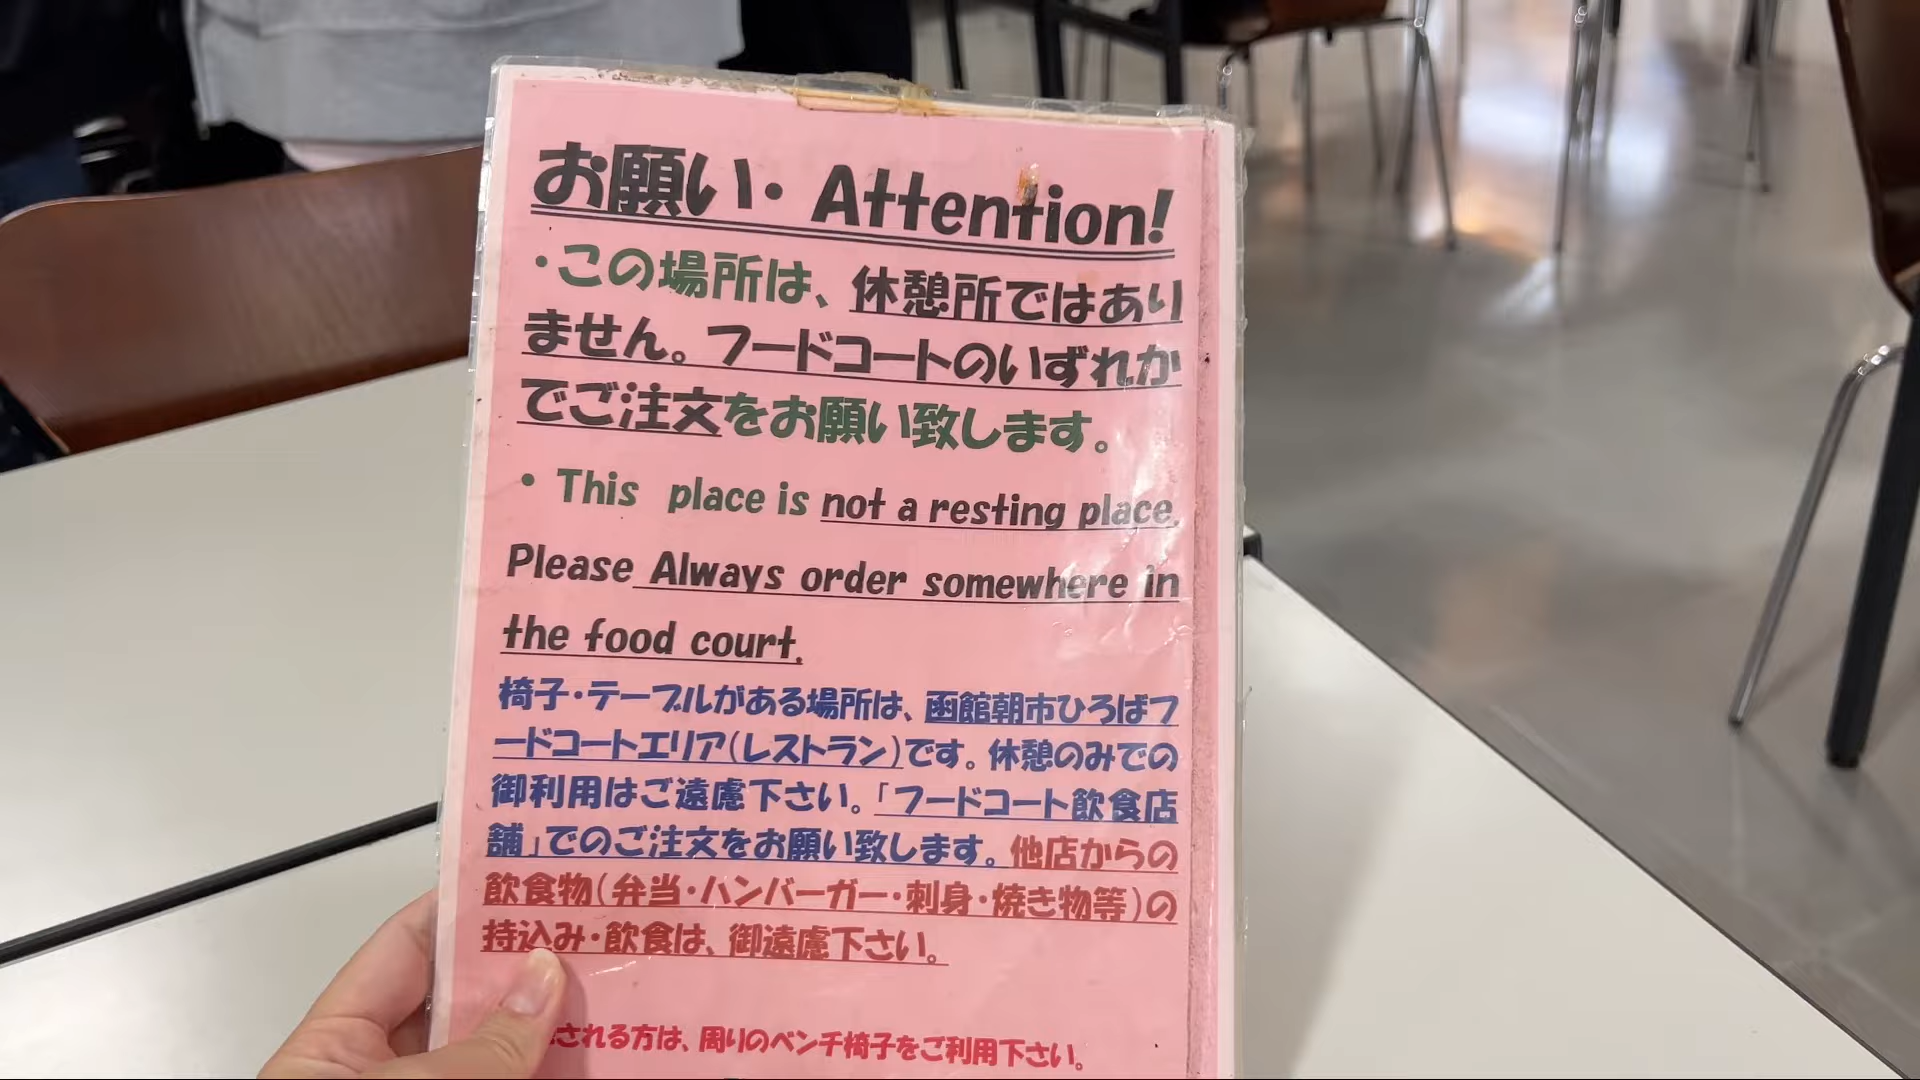 お願い・Attention!
・この場所は、休憩所ではあり
ません。フードコートのいずれか
でご注文をお願い致します。
・This place is not a resting place.
Please Always order somewhere in
the food court.
椅子・テーブルがある場所は、函館朝市ひろばフ
ードコートエリア(レストラン)です。休憩のみでの
御利用はご遠慮下さい。「フードコート飲食店
舗」でのご注文をお願い致します。他店からの
飲食物(弁当・ハンバーガー・刺身・焼き物等)の
持込み・飲食は、御遠慮下さい。
される方は、周りのベンチ椅子をご利用下さい。